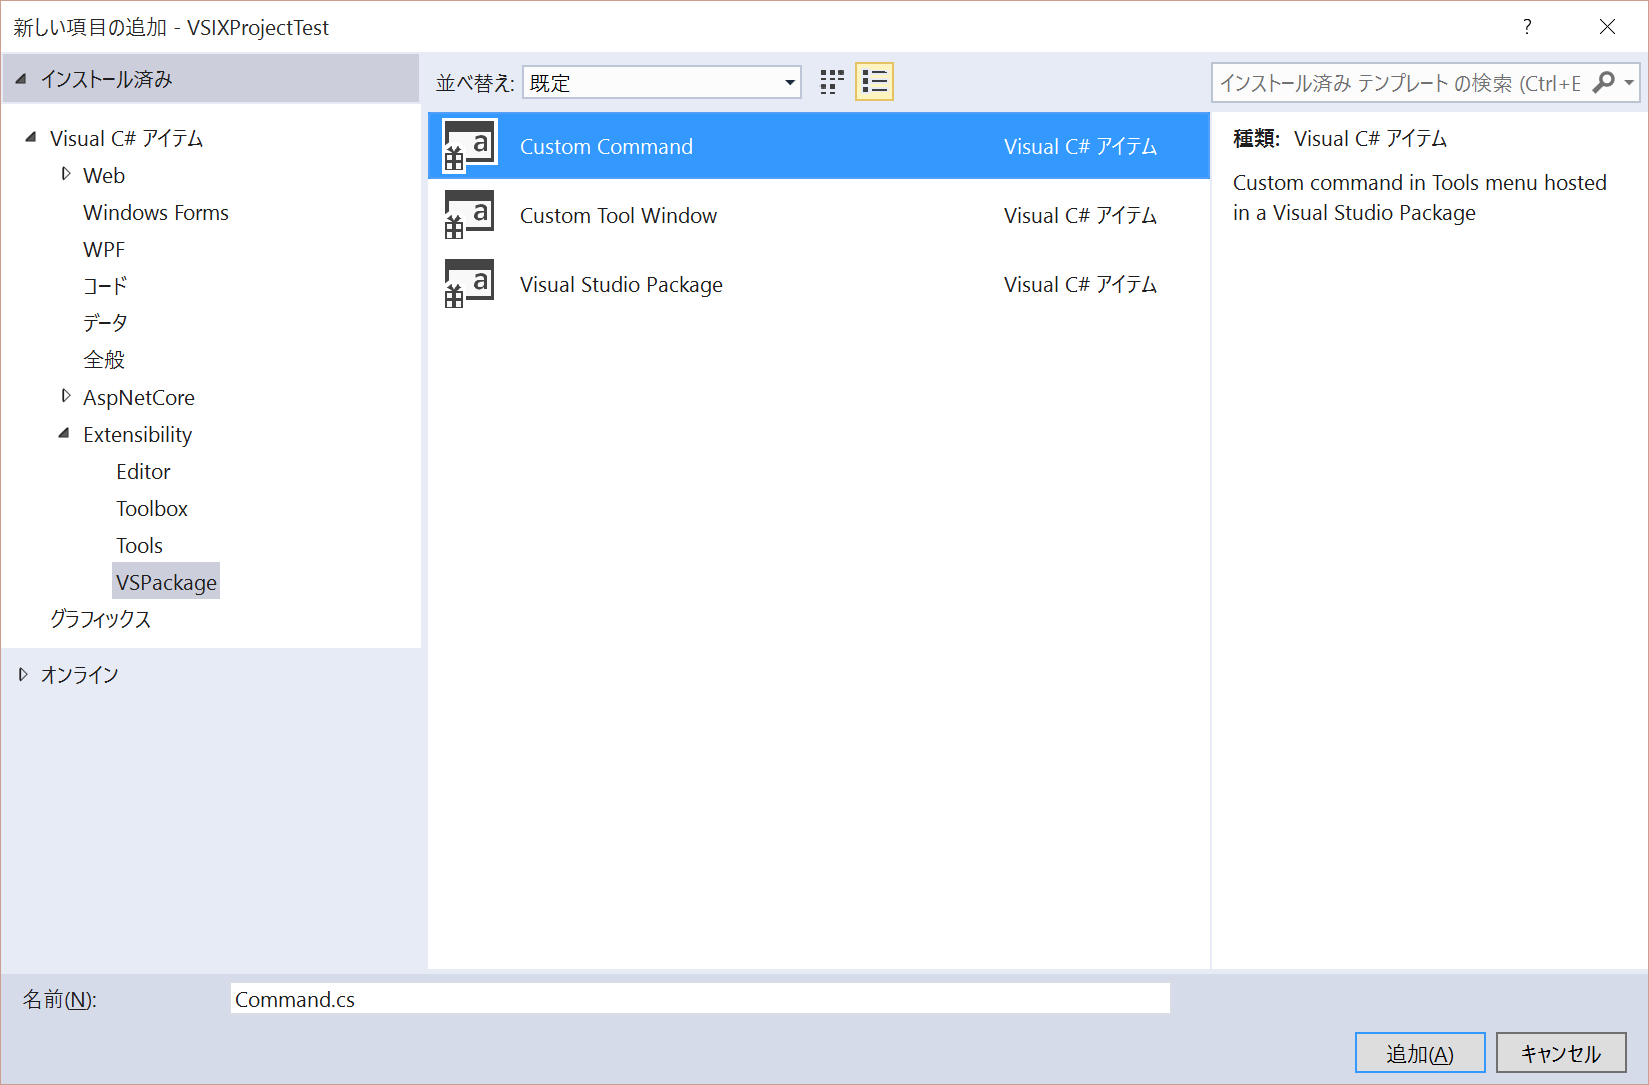 新しい項目の追加 - VSIXProjectTest
?
インストール済み
並べ替え: 既定
インストール済み テンプレート の検索 (Ctrl+E
Visual C# アイテム
Web
Windows Forms
WPF
コード
データ
全般
AspNetCore
Extensibility
Editor
Toolbox
Tools
VSPackage
グラフィックス
オンライン
Custom Command Visual C# アイテム
Custom Tool Window Visual C# アイテム
Visual Studio Package Visual C# アイテム
種類: Visual C# アイテム
Custom command in Tools menu hosted
in a Visual Studio Package
名前(N): Command.cs
追加(A) キャンセル